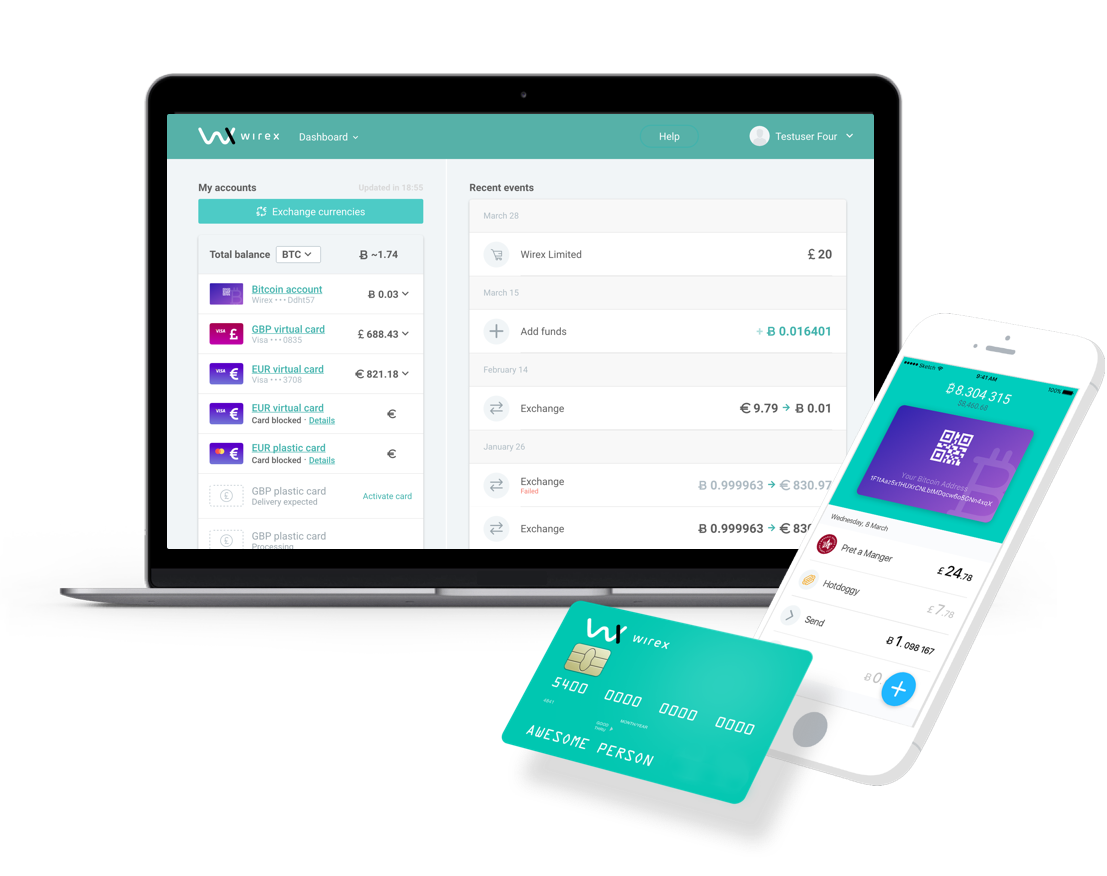 wirex
Dashboard
Help
Testuser Four
My accounts
Updated in 18:55
Exchange currencies
Total balance
BTC
Ƀ ~1.74
Bitcoin account
Wirex ••• Ddht57
Ƀ 0.03
VISA £
GBP virtual card
Visa ••• 0835
£ 688.43
VISA €
EUR virtual card
Visa ••• 3708
€ 821.18
VISA €
EUR virtual card
Card blocked · Details
€
€
EUR plastic card
Card blocked · Details
€
£
GBP plastic card
Delivery expected
Activate card
£
GBP plastic card
Processing
Recent events
March 28
Wirex Limited
£ 20
March 15
Add funds
+ Ƀ 0.016401
February 14
Exchange
€ 9.79 → Ƀ 0.01
January 26
Exchange
Failed
Ƀ 0.999963 → € 830.97
Exchange
Ƀ 0.999963 → € 830
Sketch
9:41 AM
100%
Ƀ 8.304 315
Your Bitcoin Address
Wednesday, 8 March
Pret a Manger
£ 24.78
Hotdoggy
£ 7.78
Send
Ƀ 1.098 167
Ƀ 0
wirex
5400 0000 0000 0000
AWESOME PERSON